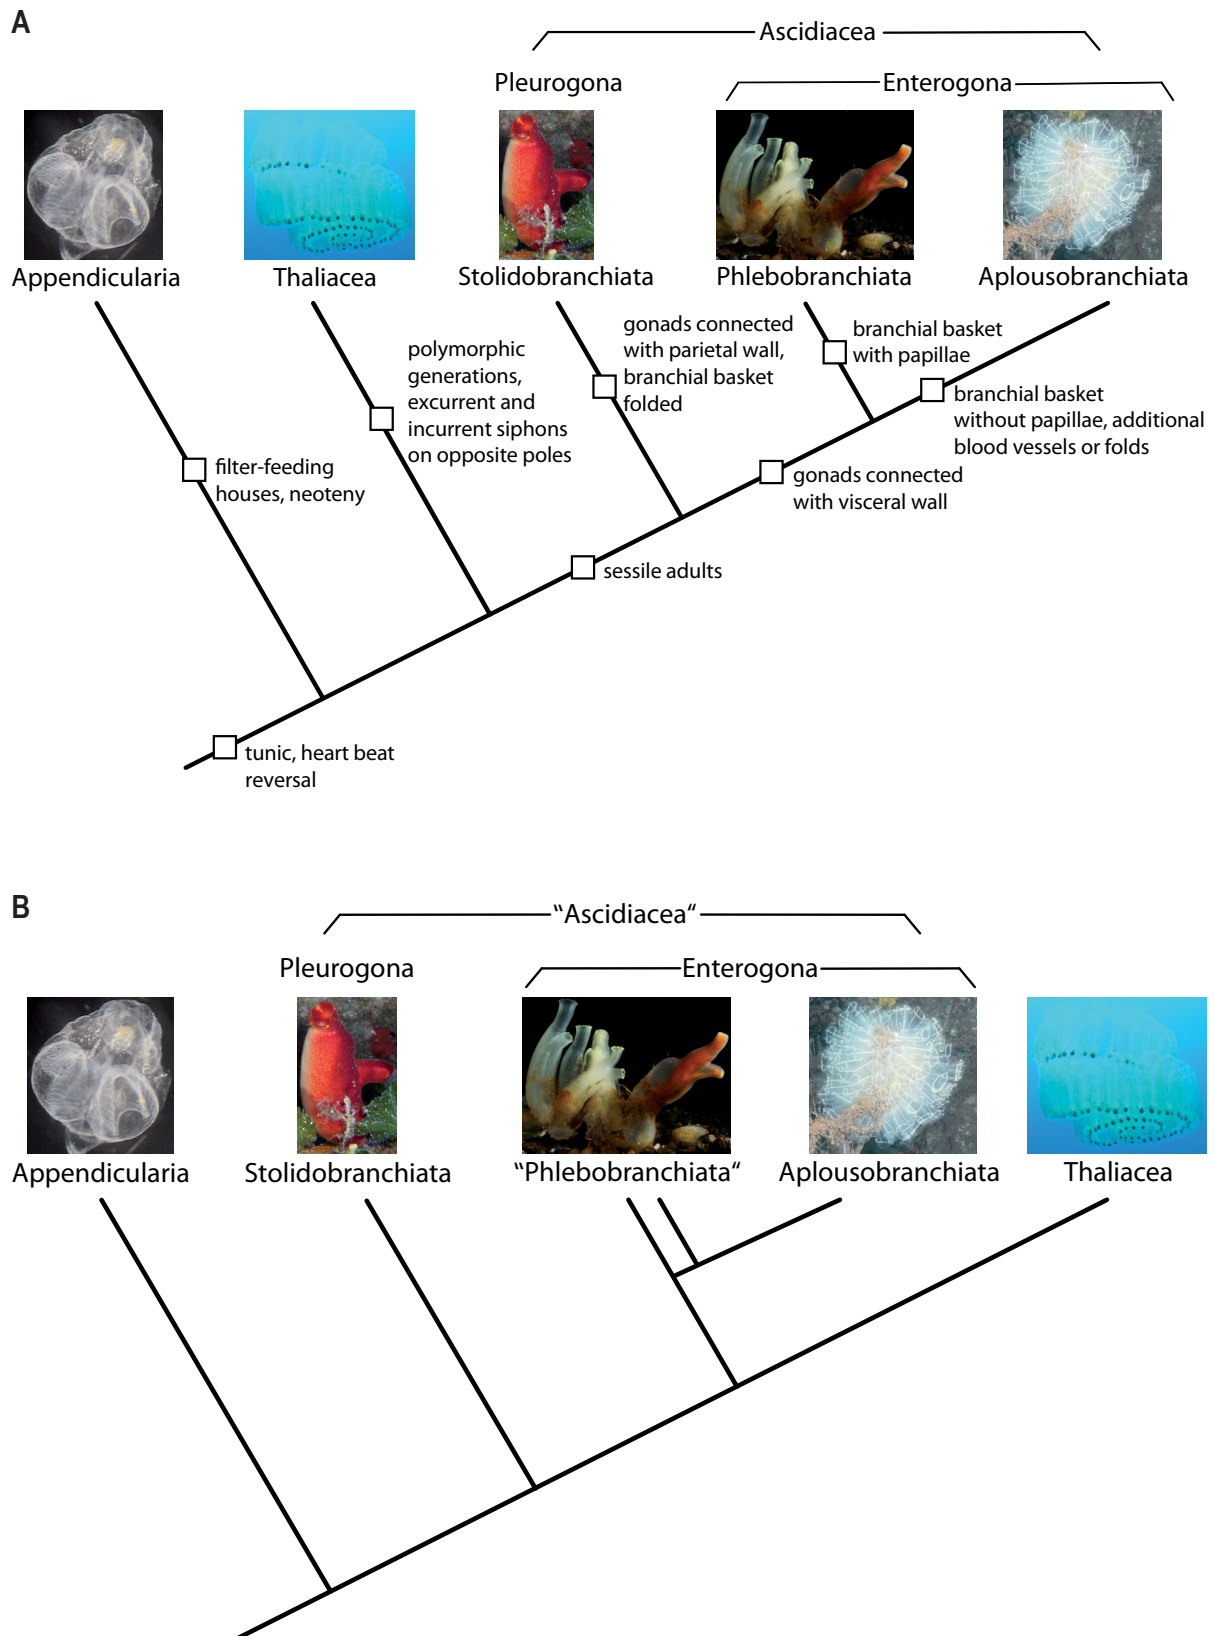 A
Ascidiacea
Pleurogona
Enterogona
Appendicularia
Thaliacea
Stolidobranchiata
Phlebobranchiata
Aplousobranchiata
gonads connected
with parietal wall,
branchial basket
folded
branchial basket
with papillae
polymorphic
generations,
excurrent and
incurrent siphons
on opposite poles
branchial basket
without papillae, additional
blood vessels or folds
filter-feeding
houses, neoteny
gonads connected
with visceral wall
sessile adults
tunic, heart beat
reversal
B
"Ascidiacea“
Pleurogona
Enterogona
Appendicularia
Stolidobranchiata
"Phlebobranchiata“
Aplousobranchiata
Thaliacea